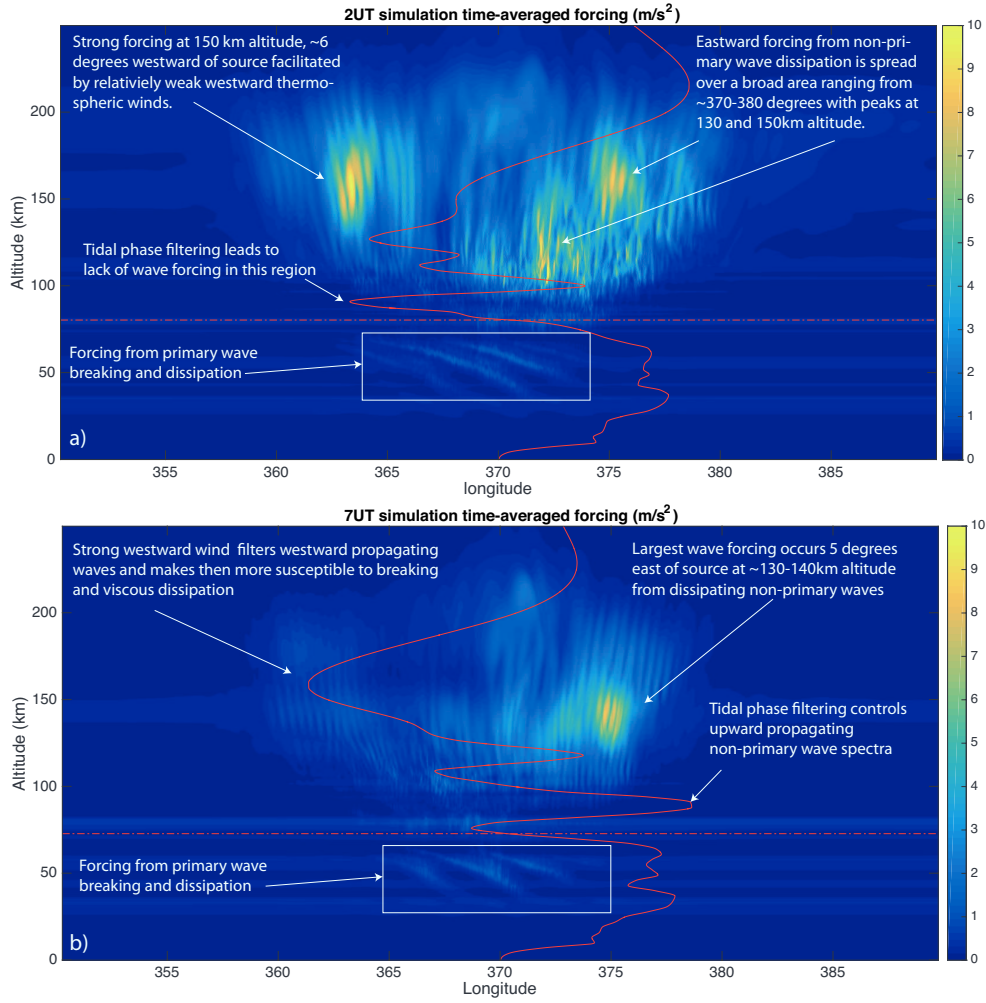 2UT simulation time-averaged forcing (m/s²)
Strong forcing at 150 km altitude, ~6
degrees westward of source facilitated
by relativiely weak westward thermo-
spheric winds.
Eastward forcing from non-pri-
mary wave dissipation is spread
over a broad area ranging from
~370-380 degrees with peaks at
130 and 150km altitude.
Tidal phase filtering leads to
lack of wave forcing in this region
Forcing from primary wave
breaking and dissipation
a)
Altitude (km)
200
150
100
50
0
355
360
365
370
375
380
385
longitude
10
9
8
7
6
5
4
3
2
1
0
7UT simulation time-averaged forcing (m/s²)
Strong westward wind filters westward propagating
waves and makes then more susceptible to breaking
and viscous dissipation
Largest wave forcing occurs 5 degrees
east of source at ~130-140km altitude
from dissipating non-primary waves
Tidal phase filtering controls
upward propagating
non-primary wave spectra
Forcing from primary wave
breaking and dissipation
b)
Altitude (km)
200
150
100
50
0
355
360
365
370
375
380
385
Longitude
10
9
8
7
6
5
4
3
2
1
0